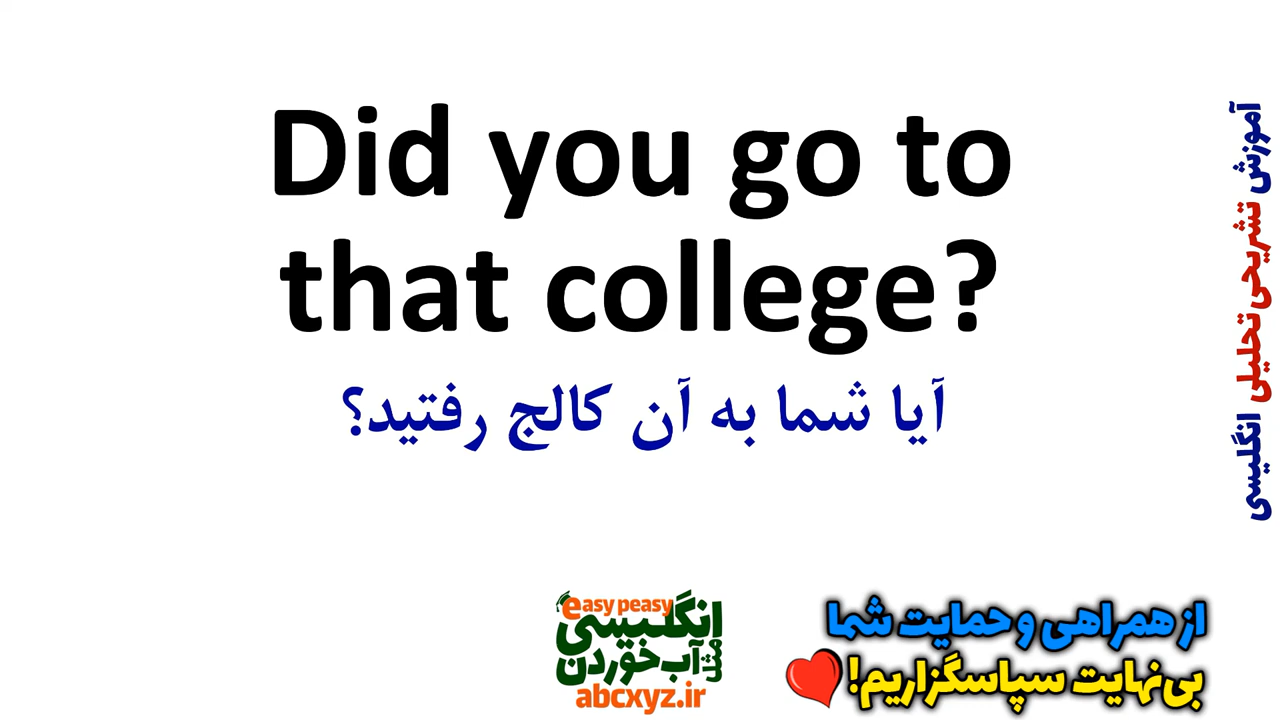 Did you go to
that college?
آیا شما به آن کالج رفتید؟
آموزش تشریحی تحلیلی انگلیسی
easy peasy
انگلیسی
مثل آب خوردن
abcxyz.ir
از همراهی و حمایت شما
بی‌نهایت سپاسگزاریم!